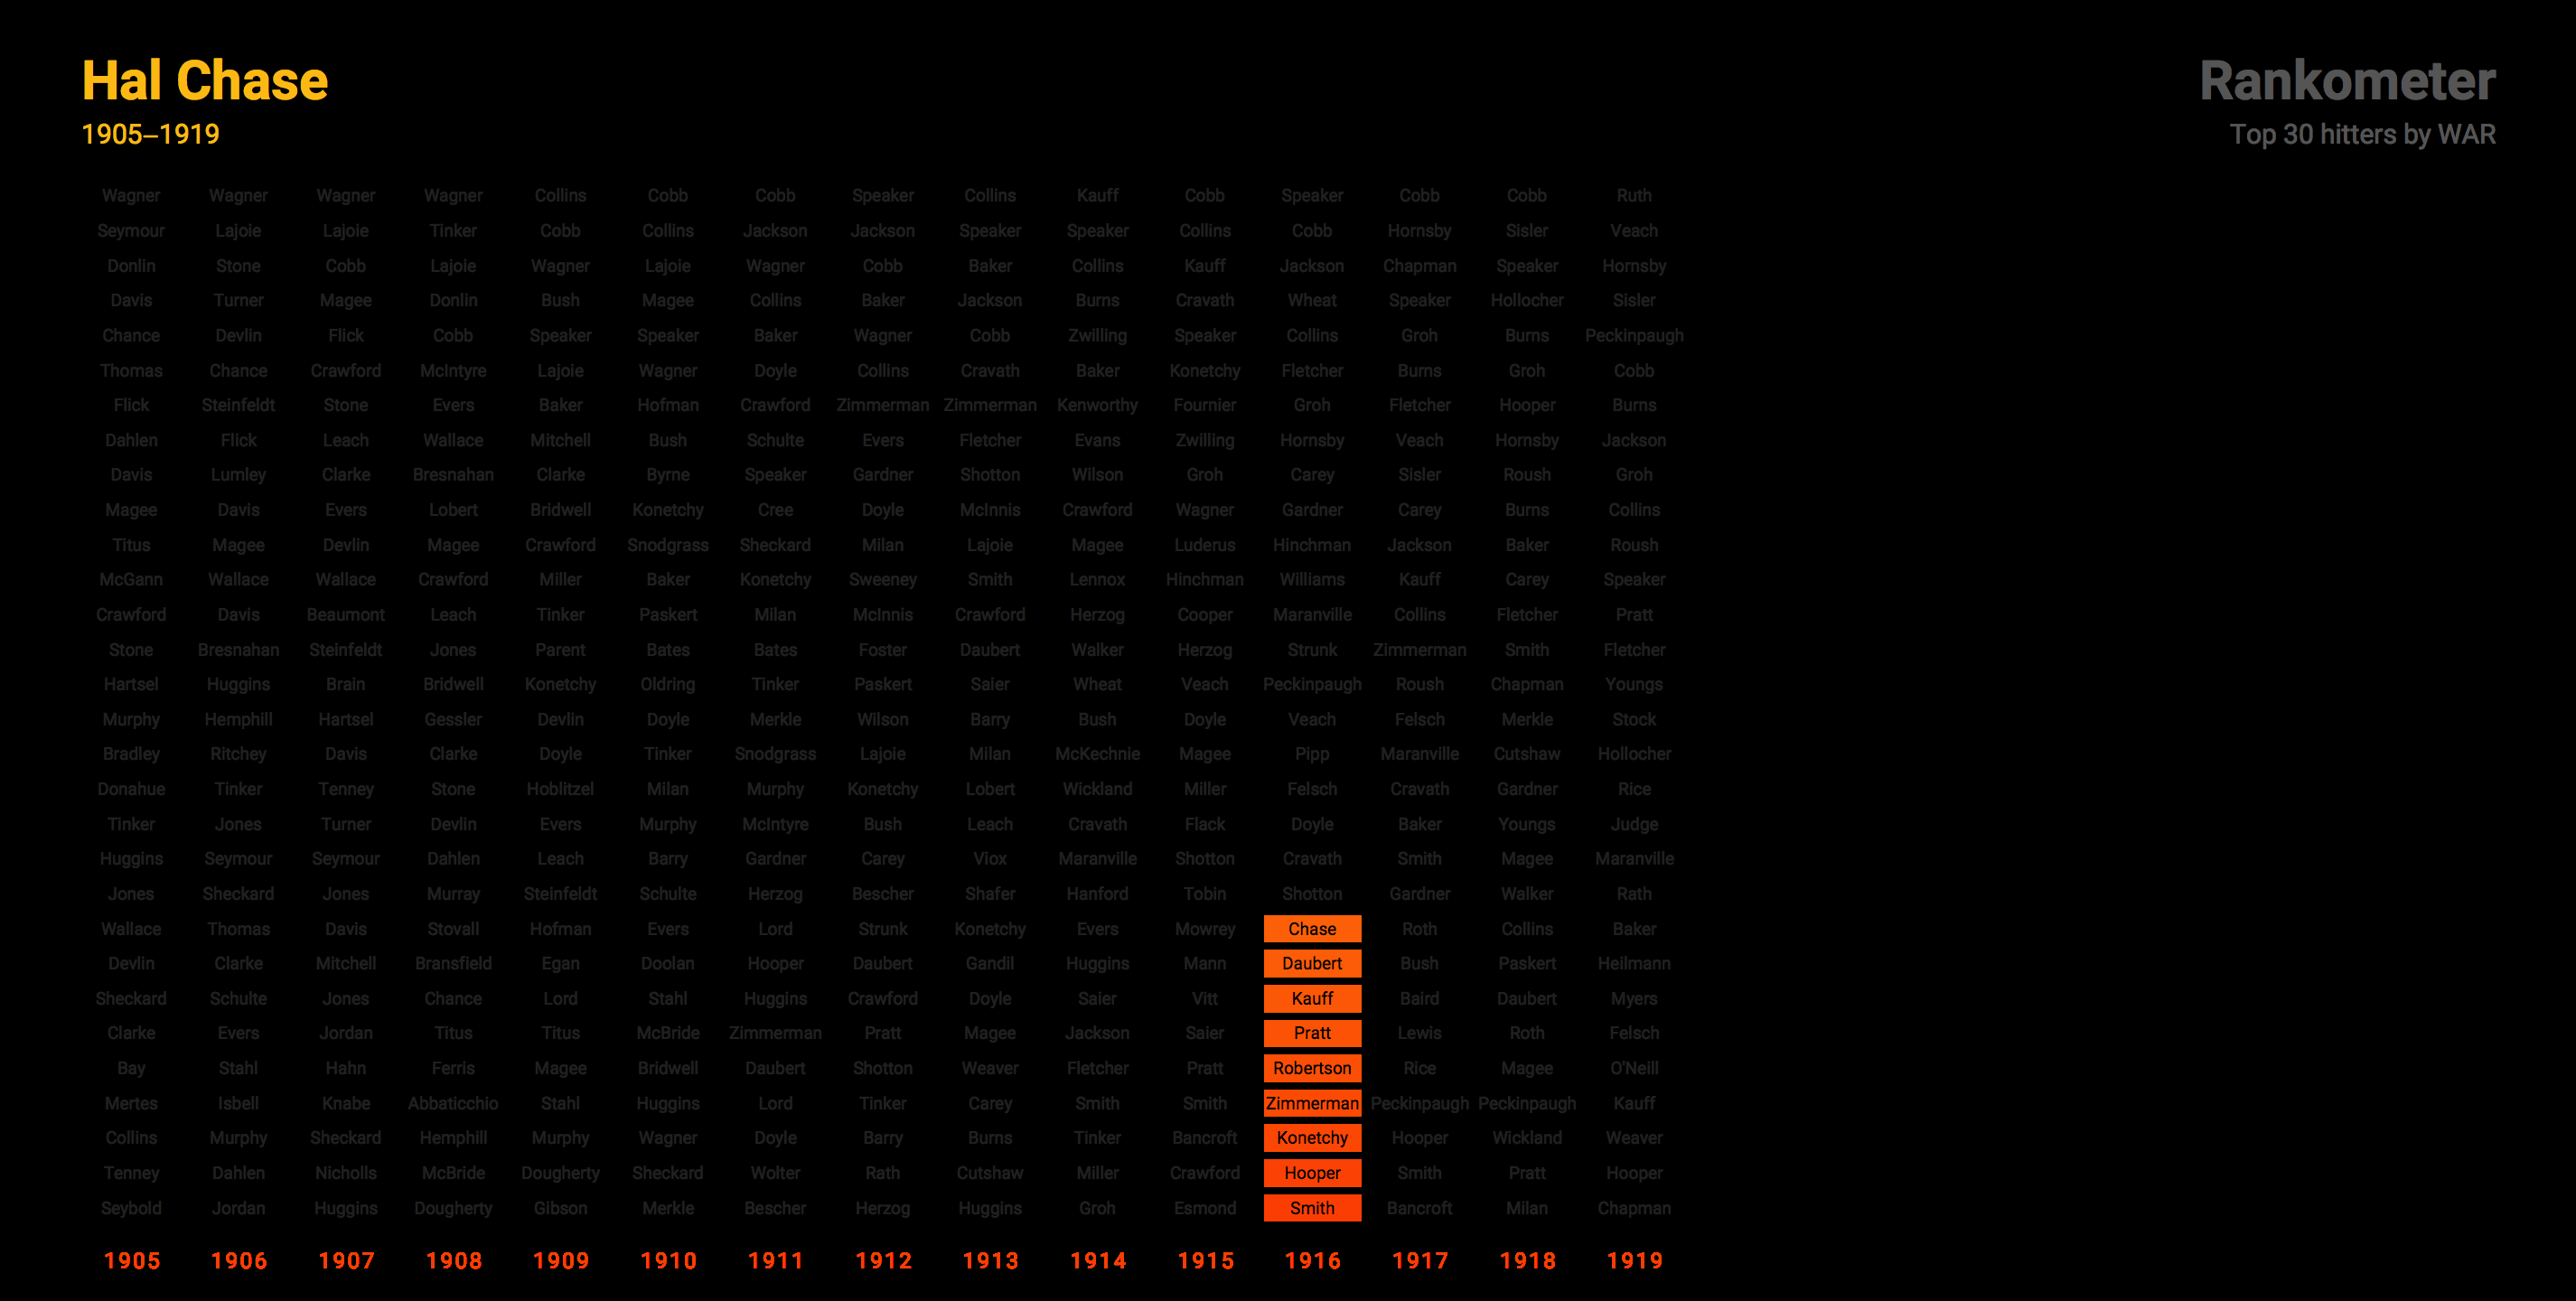 Hal Chase
1905–1919
Rankometer
Top 30 hitters by WAR
Wagner Wagner Wagner Wagner Collins Cobb Cobb Speaker Collins Kauff Cobb Speaker Cobb Cobb Ruth
Seymour Lajoie Lajoie Tinker Cobb Collins Jackson Jackson Speaker Speaker Collins Cobb Hornsby Sisler Veach
Donlin Stone Cobb Lajoie Wagner Lajoie Wagner Cobb Baker Collins Kauff Jackson Chapman Speaker Hornsby
Davis Turner Magee Donlin Bush Magee Collins Baker Jackson Burns Cravath Wheat Speaker Hollocher Sisler
Chance Devlin Flick Cobb Speaker Speaker Baker Wagner Cobb Zwilling Speaker Collins Groh Burns Peckinpaugh
Thomas Chance Crawford McIntyre Lajoie Wagner Doyle Collins Cravath Baker Konetchy Fletcher Burns Groh Cobb
Flick Steinfeldt Stone Evers Baker Hofman Crawford Zimmerman Zimmerman Kenworthy Fournier Groh Fletcher Hooper Burns
Dahlen Flick Leach Wallace Mitchell Bush Schulte Evers Fletcher Evans Zwilling Hornsby Veach Hornsby Jackson
Davis Lumley Clarke Bresnahan Clarke Byrne Speaker Gardner Shotton Wilson Groh Carey Sisler Roush Groh
Magee Davis Evers Lobert Bridwell Konetchy Cree Doyle McInnis Crawford Wagner Gardner Carey Burns Collins
Titus Magee Devlin Magee Crawford Snodgrass Sheckard Milan Lajoie Magee Luderus Hinchman Jackson Baker Roush
McGann Wallace Wallace Crawford Miller Baker Konetchy Sweeney Smith Lennox Hinchman Williams Kauff Carey Speaker
Crawford Davis Beaumont Leach Tinker Paskert Milan McInnis Crawford Herzog Cooper Maranville Collins Fletcher Pratt
Stone Bresnahan Steinfeldt Jones Parent Bates Bates Foster Daubert Walker Herzog Strunk Zimmerman Smith Fletcher
Hartsel Huggins Brain Bridwell Konetchy Oldring Tinker Paskert Saier Wheat Veach Peckinpaugh Roush Chapman Youngs
Murphy Hemphill Hartsel Gessler Devlin Doyle Merkle Wilson Barry Bush Doyle Veach Felsch Merkle Stock
Bradley Ritchey Davis Clarke Doyle Tinker Snodgrass Lajoie Milan McKechnie Magee Pipp Maranville Cutshaw Hollocher
Donahue Tinker Tenney Stone Hoblitzel Milan Murphy Konetchy Lobert Wickland Miller Felsch Cravath Gardner Rice
Tinker Jones Turner Devlin Evers Murphy McIntyre Bush Leach Cravath Flack Doyle Baker Youngs Judge
Huggins Seymour Seymour Dahlen Leach Barry Gardner Carey Viox Maranville Shotton Cravath Smith Magee Maranville
Jones Sheckard Jones Murray Steinfeldt Schulte Herzog Bescher Shafer Hanford Tobin Shotton Gardner Walker Rath
Wallace Thomas Davis Stovall Hofman Evers Lord Strunk Konetchy Evers Mowrey Chase Roth Collins Baker
Devlin Clarke Mitchell Bransfield Egan Doolan Hooper Daubert Gandil Huggins Mann Daubert Bush Paskert Heilmann
Sheckard Schulte Jones Chance Lord Stahl Huggins Crawford Doyle Saier Vitt Kauff Baird Daubert Myers
Clarke Evers Jordan Titus Titus McBride Zimmerman Pratt Magee Jackson Saier Pratt Lewis Roth Felsch
Bay Stahl Hahn Ferris Magee Bridwell Daubert Shotton Weaver Fletcher Pratt Robertson Rice Magee O'Neill
Mertes Isbell Knabe Abbaticchio Stahl Huggins Lord Tinker Carey Smith Smith Zimmerman Peckinpaugh Peckinpaugh Kauff
Collins Murphy Sheckard Hemphill Murphy Wagner Doyle Barry Burns Tinker Bancroft Konetchy Hooper Wickland Weaver
Tenney Dahlen Nicholls McBride Dougherty Sheckard Wolter Rath Cutshaw Miller Crawford Hooper Smith Pratt Hooper
Seybold Jordan Huggins Dougherty Gibson Merkle Bescher Herzog Huggins Groh Esmond Smith Bancroft Milan Chapman
1905 1906 1907 1908 1909 1910 1911 1912 1913 1914 1915 1916 1917 1918 1919